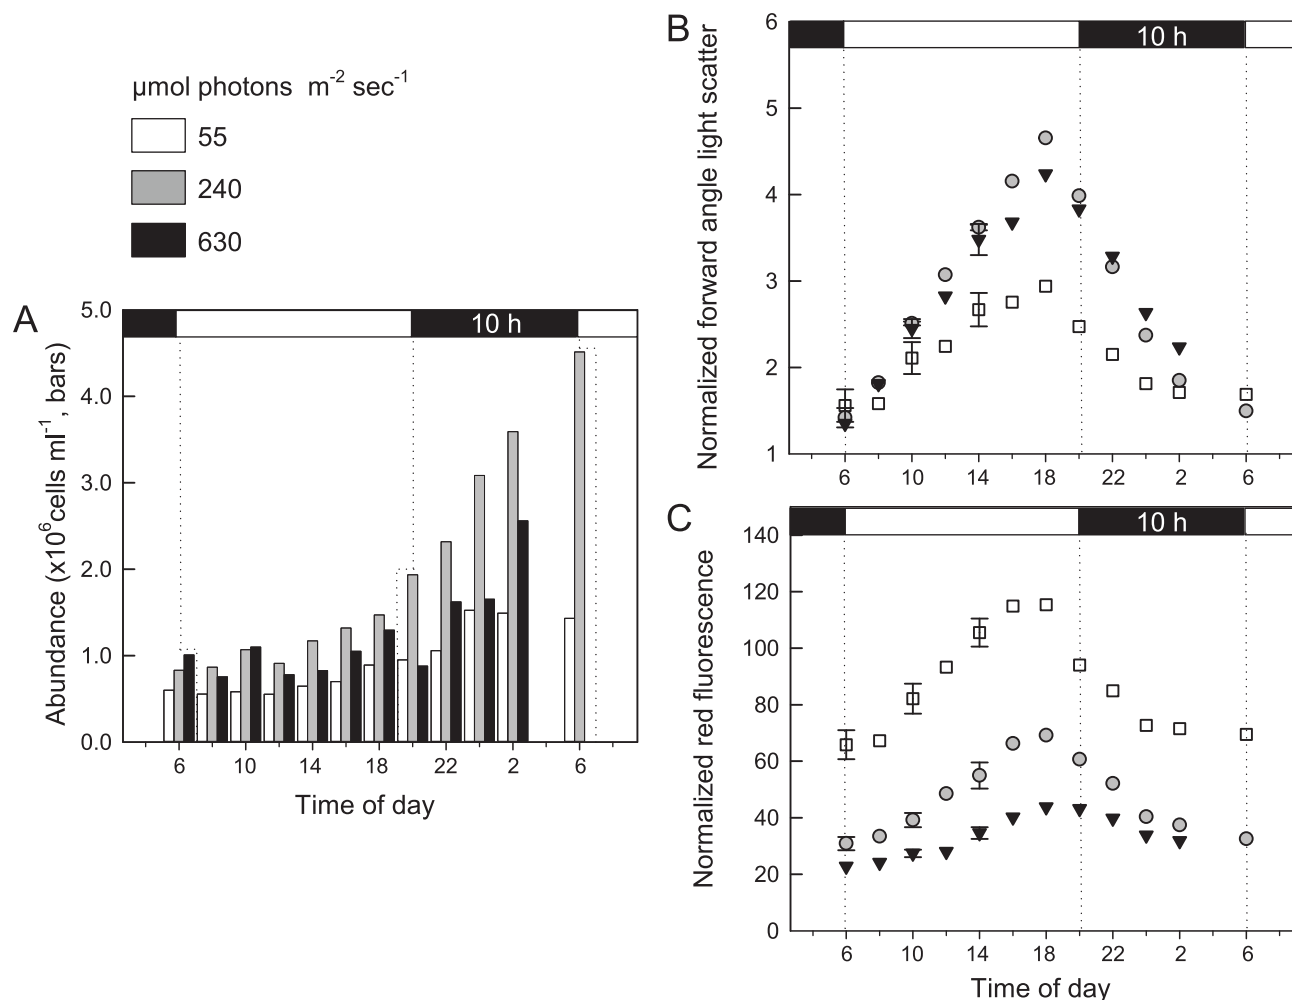 µmol photons m-2 sec-1
55
240
630
A
5.0
4.0
3.0
2.0
1.0
0.0
Abundance (x106cells ml-1, bars)
10 h
6 10 14 18 22 2 6
Time of day
B
6
5
4
3
2
1
Normalized forward angle light scatter
10 h
6 10 14 18 22 2 6
C
140
120
100
80
60
40
20
0
Normalized red fluorescence
10 h
6 10 14 18 22 2 6
Time of day